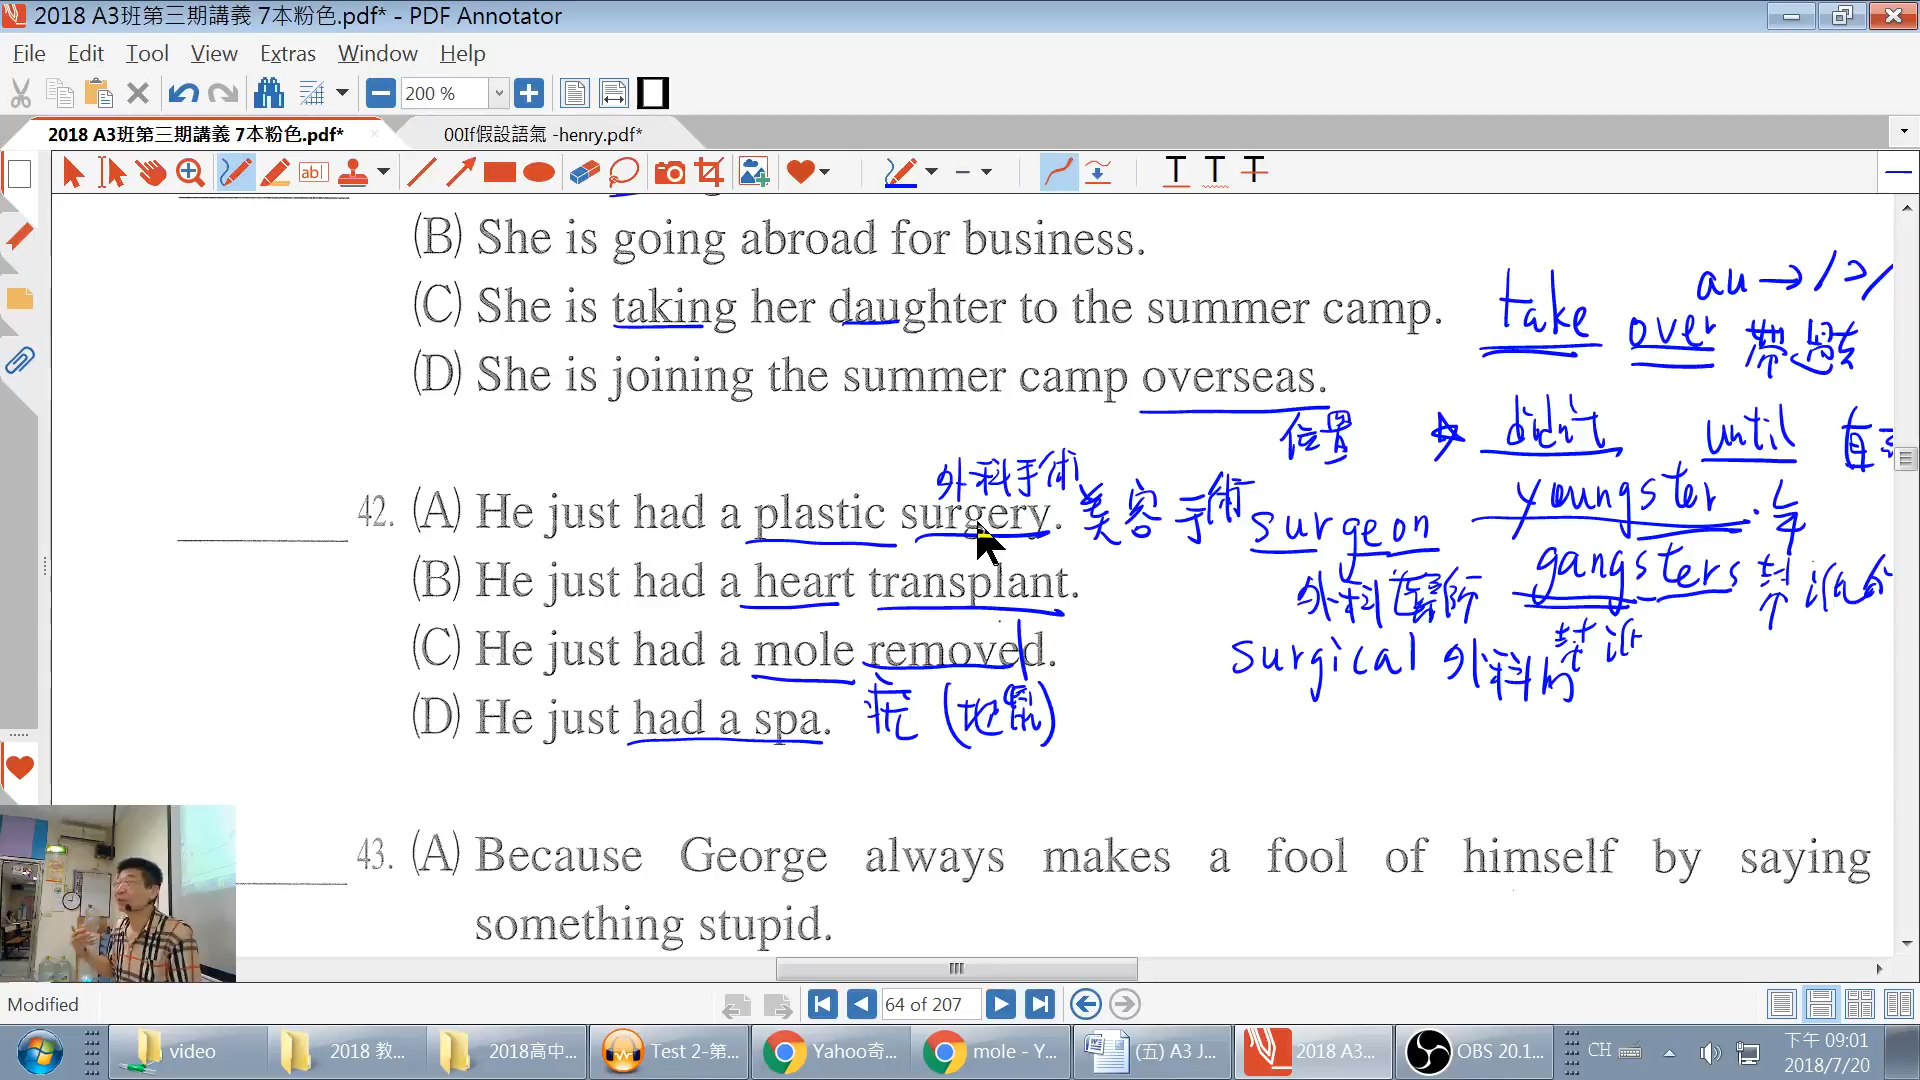 2018 A3班第三期講義 7本粉色.pdf* - PDF Annotator
File Edit Tool View Extras Window Help
200 %
2018 A3班第三期講義 7本粉色.pdf* 00If假設語氣 -henry.pdf*
ab| T T T
(B) She is going abroad for business.
au → /ɔ/
(C) She is taking her daughter to the summer camp.
take over
(D) She is joining the summer camp overseas.
位置
didn't until
外科手術
42. (A) He just had a plastic surgery. 美容手術 surgeon youngster
外科醫師 gangsters
(B) He just had a heart transplant.
(C) He just had a mole removed.
surgical 外科的
(D) He just had a spa. 痣 (地鼠)
43. (A) Because George always makes a fool of himself by saying
something stupid.
Modified 64 of 207
video 2018 教... 2018高中... Test 2-第... Yahoo奇... mole - Y... (五) A3 J... 2018 A3... OBS 20.1... CH 下午 09:01
2018/7/20